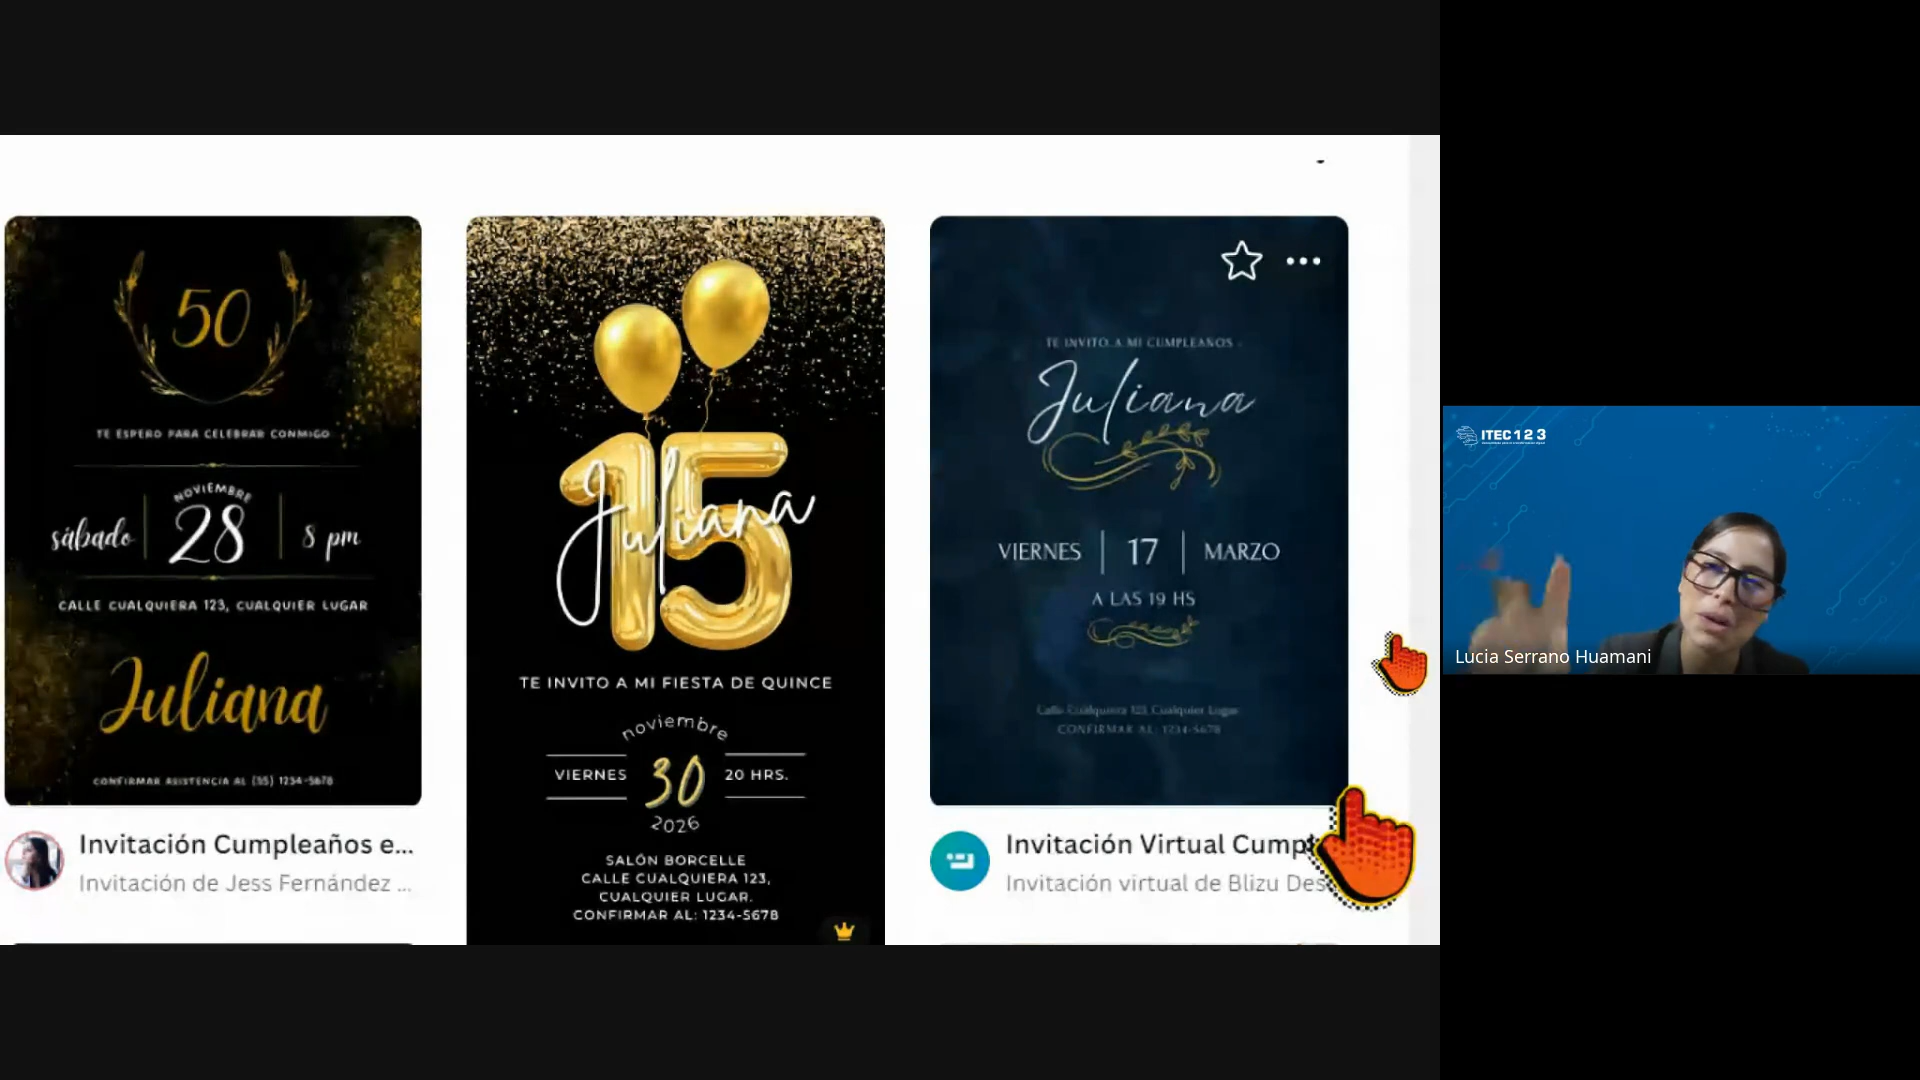 50
TE ESPERO PARA CELEBRAR CONMIGO
NOVIEMBRE
sábado 28 8 pm
CALLE CUALQUIERA 123, CUALQUIER LUGAR
Juliana
CONFIRMAR ASISTENCIA AL (55) 1234-5678
Invitación Cumpleaños e...
Invitación de Jess Fernández ...
15
Juliana
TE INVITO A MI FIESTA DE QUINCE
noviembre
VIERNES 30 20 HRS.
2026
SALÓN BORCELLE
CALLE CUALQUIERA 123,
CUALQUIER LUGAR.
CONFIRMAR AL: 1234-5678
TE INVITO A MI CUMPLEAÑOS
Juliana
VIERNES 17 MARZO
A LAS 19 HS
Calle Cualquiera 123, Cualquier Lugar
CONFIRMAR AL: 1234-5678
Invitación Virtual Cump
Invitación virtual de Blizu Des
ITEC 1 2 3
Lucia Serrano Huamani